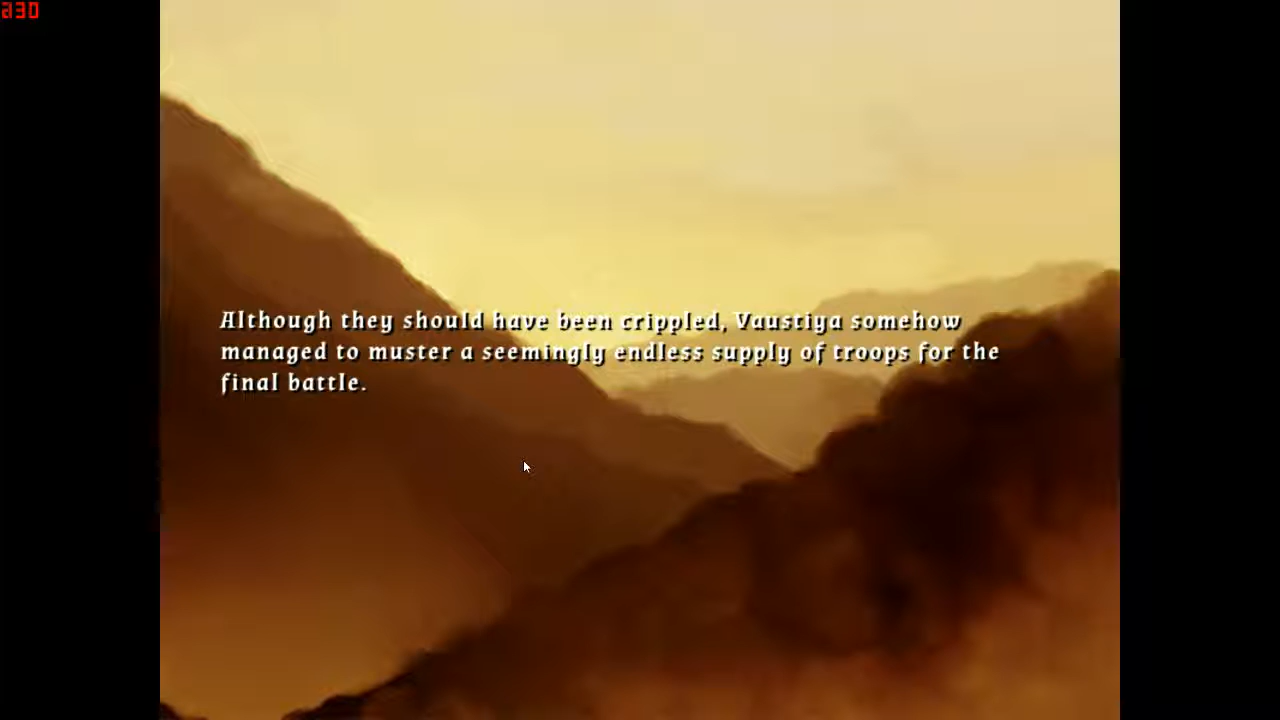 a30
Although they should have been crippled, Vaustiya somehow
managed to muster a seemingly endless supply of troops for the
final battle.